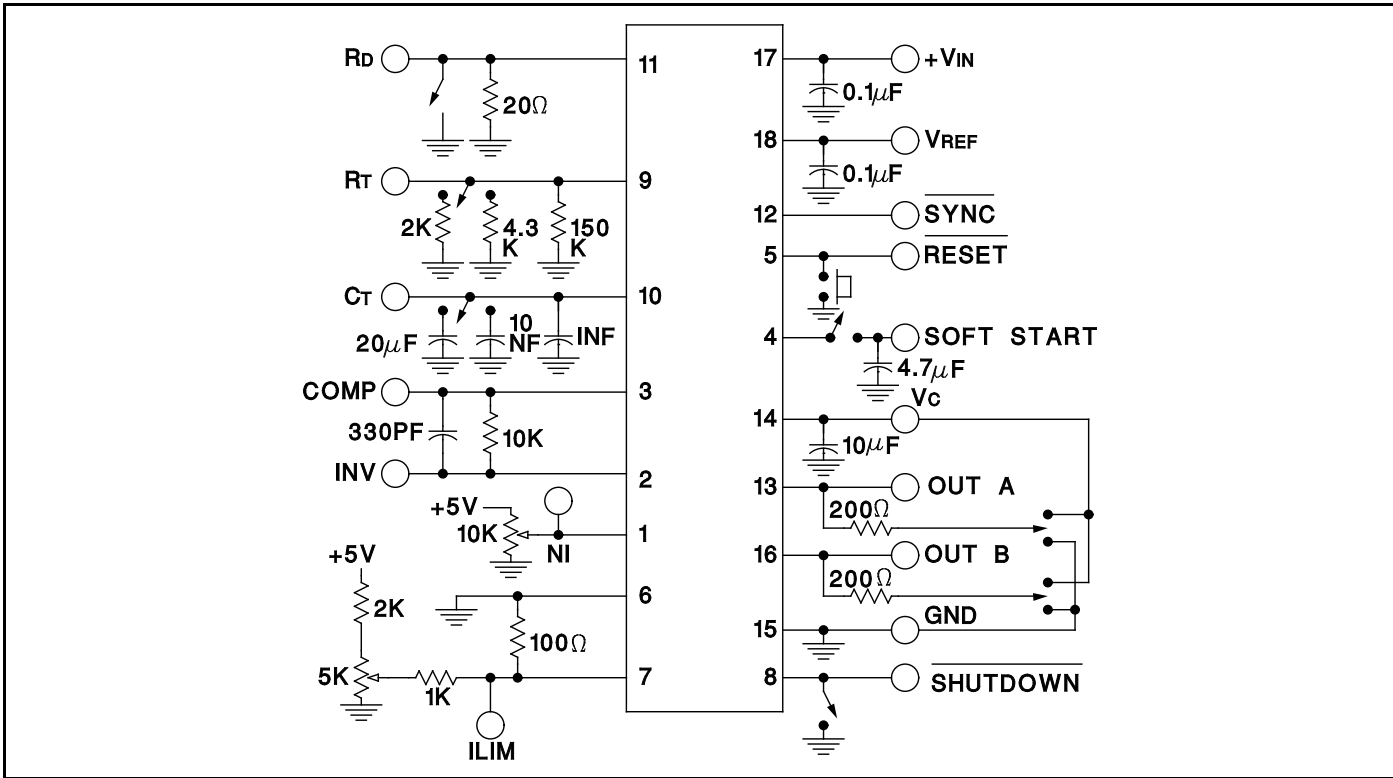 RD
11
20Ω
RT
9
2K
4.3
K
150
K
CT
10
20μF
10
NF
INF
COMP
3
330PF
10K
INV
2
+5V
10K
NI
1
+5V
2K
6
100Ω
5K
1K
7
ILIM
17
+VIN
0.1μF
18
VREF
0.1μF
12
SYNC
5
RESET
4
SOFT START
4.7μF
VC
14
10μF
13
OUT A
200Ω
16
OUT B
200Ω
GND
15
8
SHUTDOWN